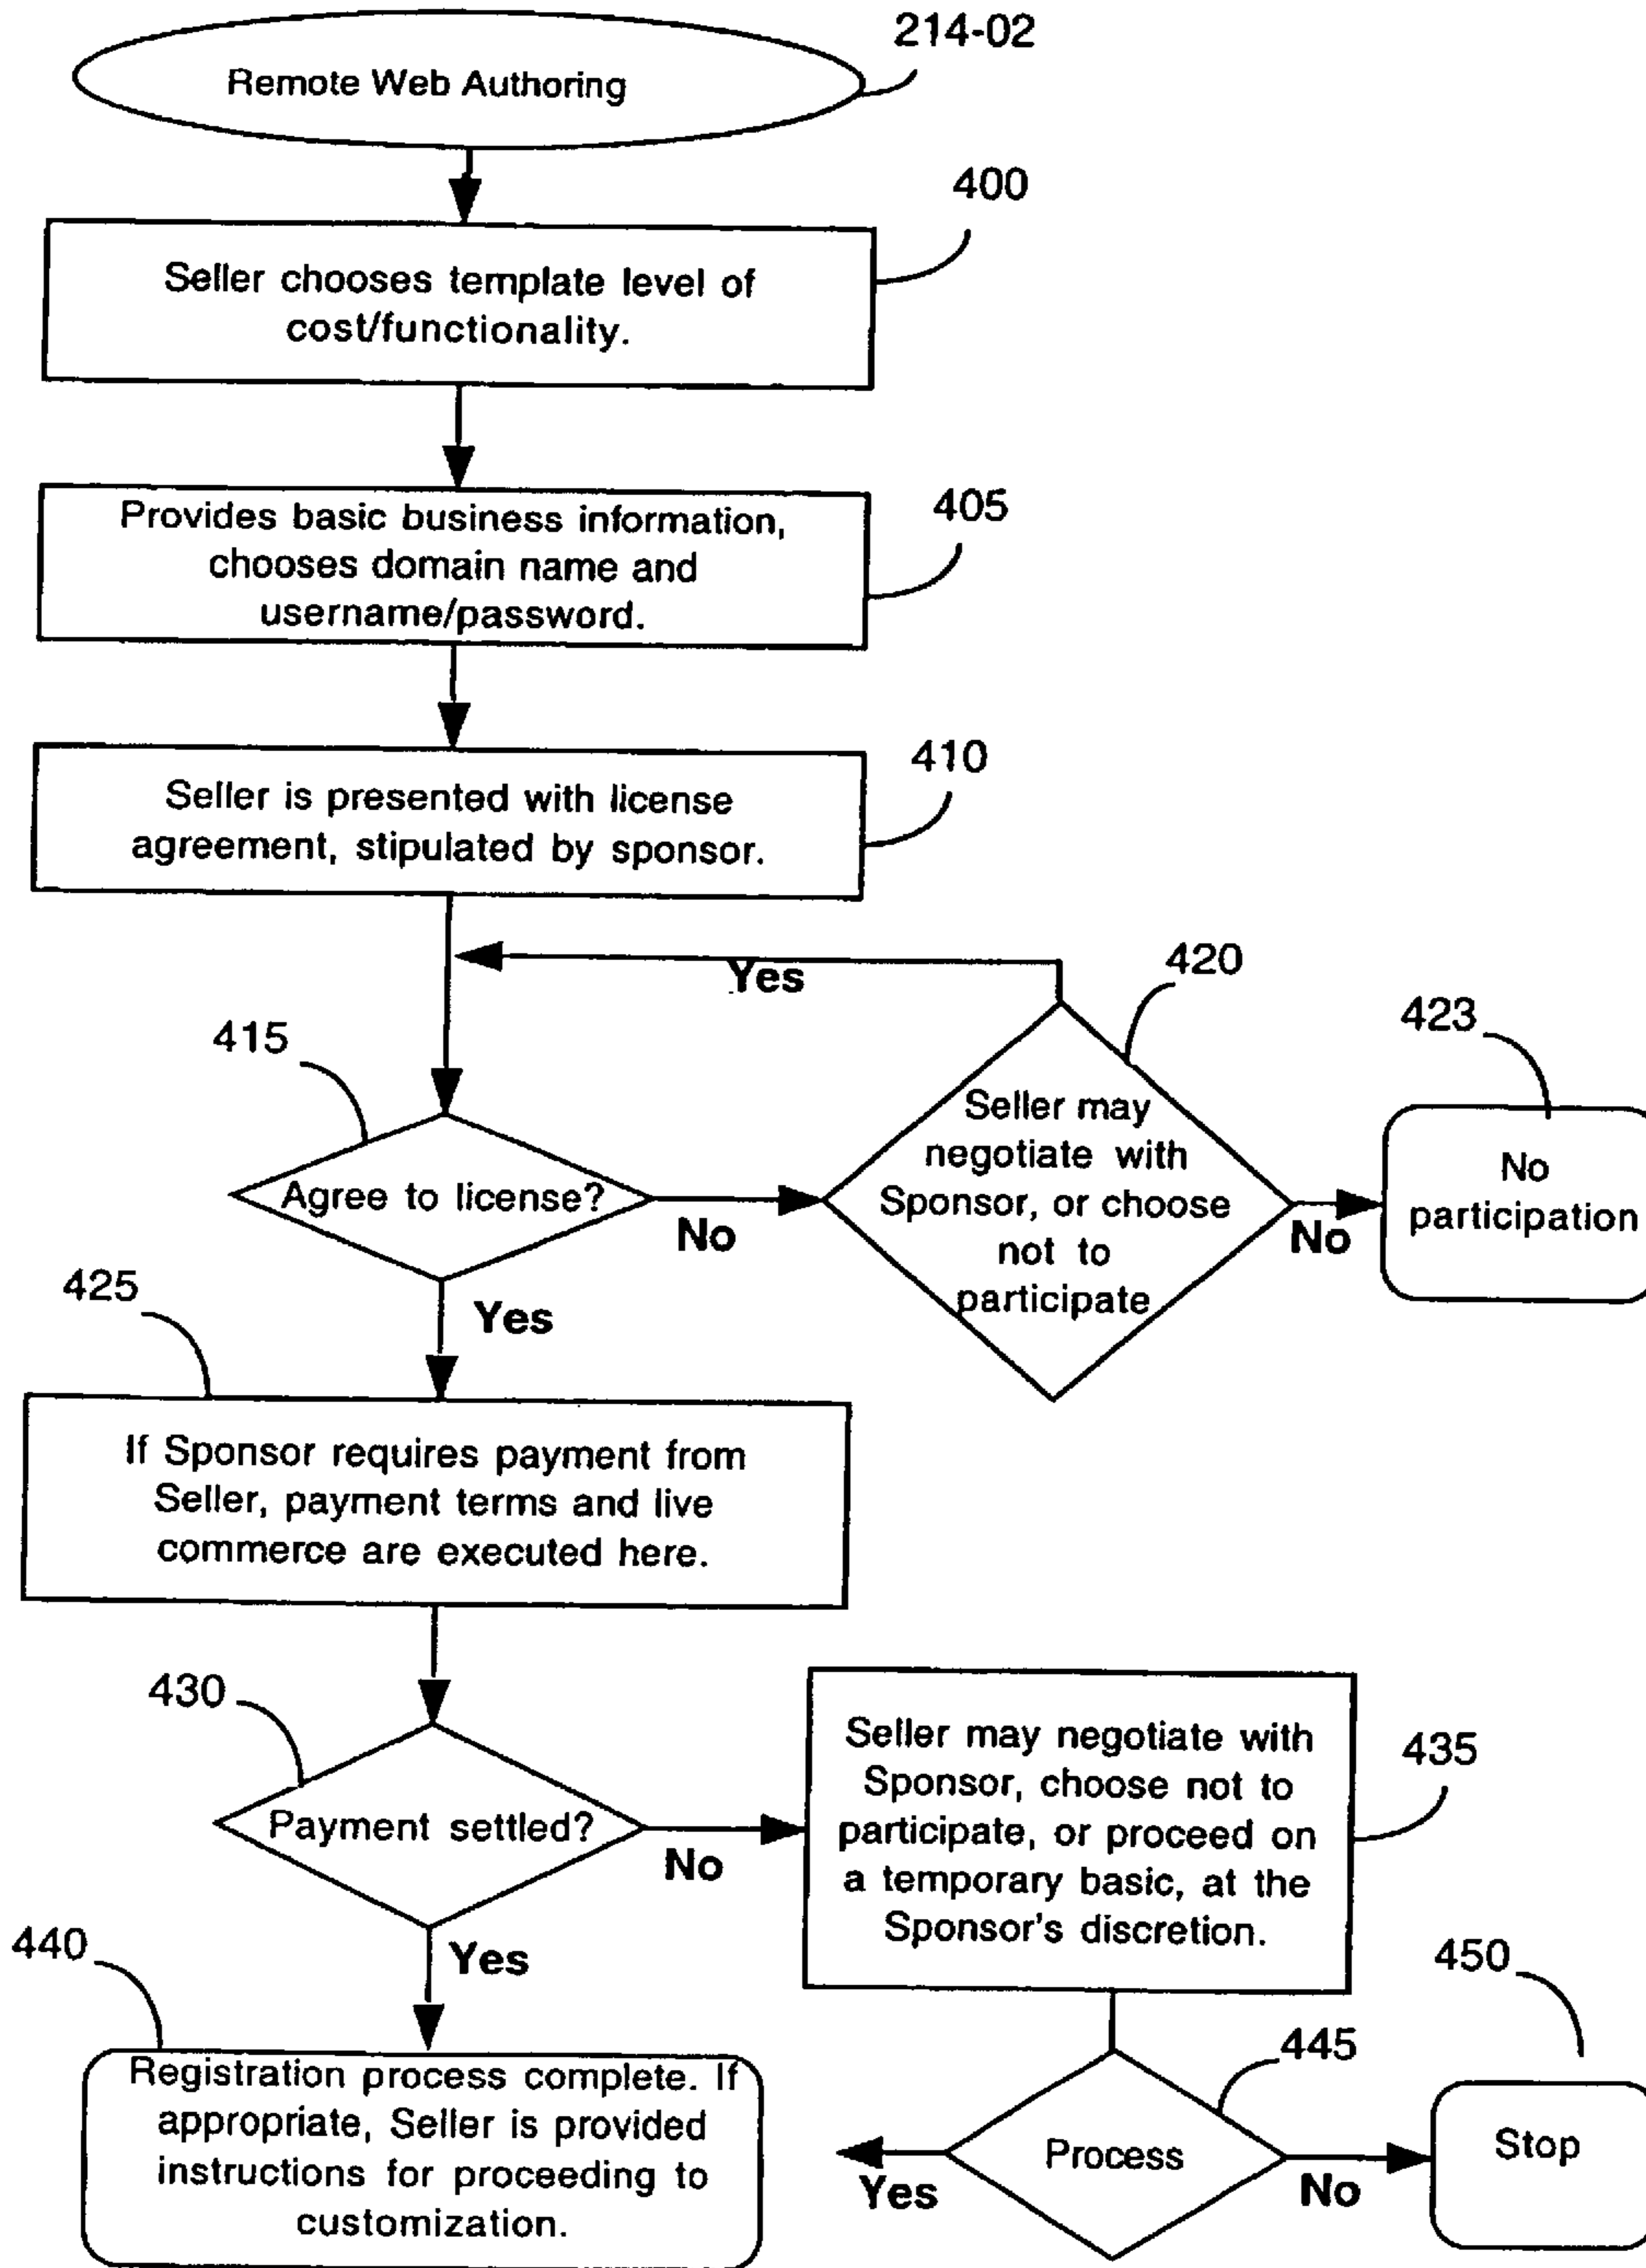 214-02
Remote Web Authoring
400
Seller chooses template level of
cost/functionality.
405
Provides basic business information,
chooses domain name and
username/password.
410
Seller is presented with license
agreement, stipulated by sponsor.
420
Yes
423
415
Seller may
negotiate with
Sponsor, or choose
not to
participate
No
participation
Agree to license?
No
No
425
Yes
If Sponsor requires payment from
Seller, payment terms and live
commerce are executed here.
430
435
Seller may negotiate with
Sponsor, choose not to
participate, or proceed on
a temporary basic, at the
Sponsor's discretion.
Payment settled?
No
440
Yes
450
445
Registration process complete. If
appropriate, Seller is provided
instructions for proceeding to
customization.
Process
Yes
No
Stop